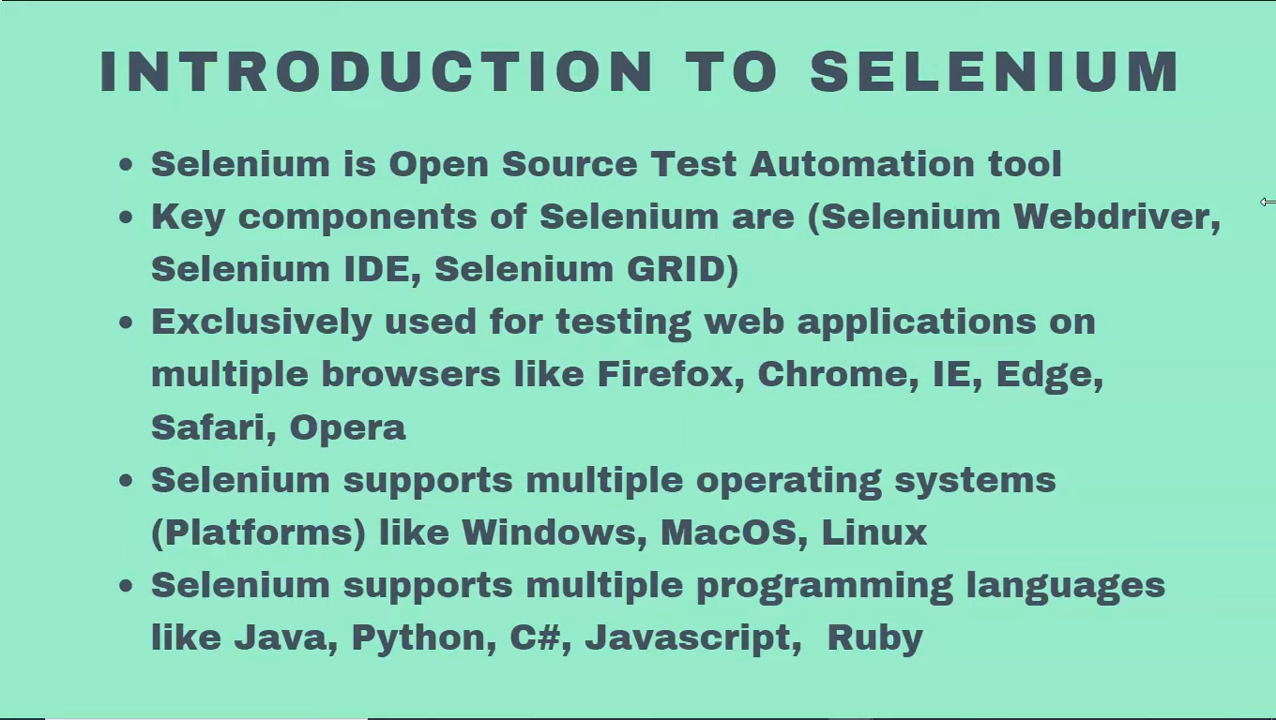 INTRODUCTION TO SELENIUM
• Selenium is Open Source Test Automation tool
• Key components of Selenium are (Selenium Webdriver,
Selenium IDE, Selenium GRID)
• Exclusively used for testing web applications on
multiple browsers like Firefox, Chrome, IE, Edge,
Safari, Opera
• Selenium supports multiple operating systems
(Platforms) like Windows, MacOS, Linux
• Selenium supports multiple programming languages
like Java, Python, C#, Javascript,  Ruby